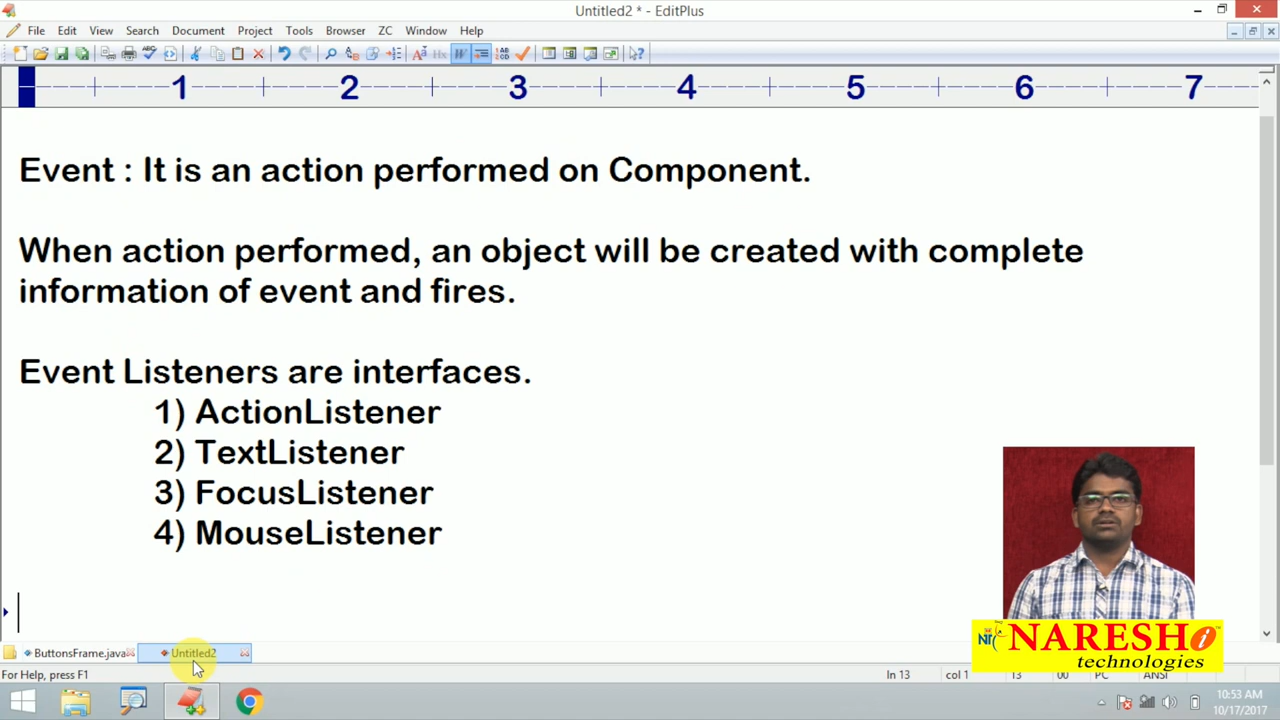 Untitled2 * - EditPlus
File Edit View Search Document Project Tools Browser ZC Window Help
1 2 3 4 5 6 7
Event : It is an action performed on Component.
When action performed, an object will be created with complete
information of event and fires.
Event Listeners are interfaces.
1) ActionListener
2) TextListener
3) FocusListener
4) MouseListener
NARESH i
technologies
ButtonsFrame.java Untitled2
For Help, press F1 ln 13 col 1 13 00 PC ANSI
10:53 AM
10/17/2017